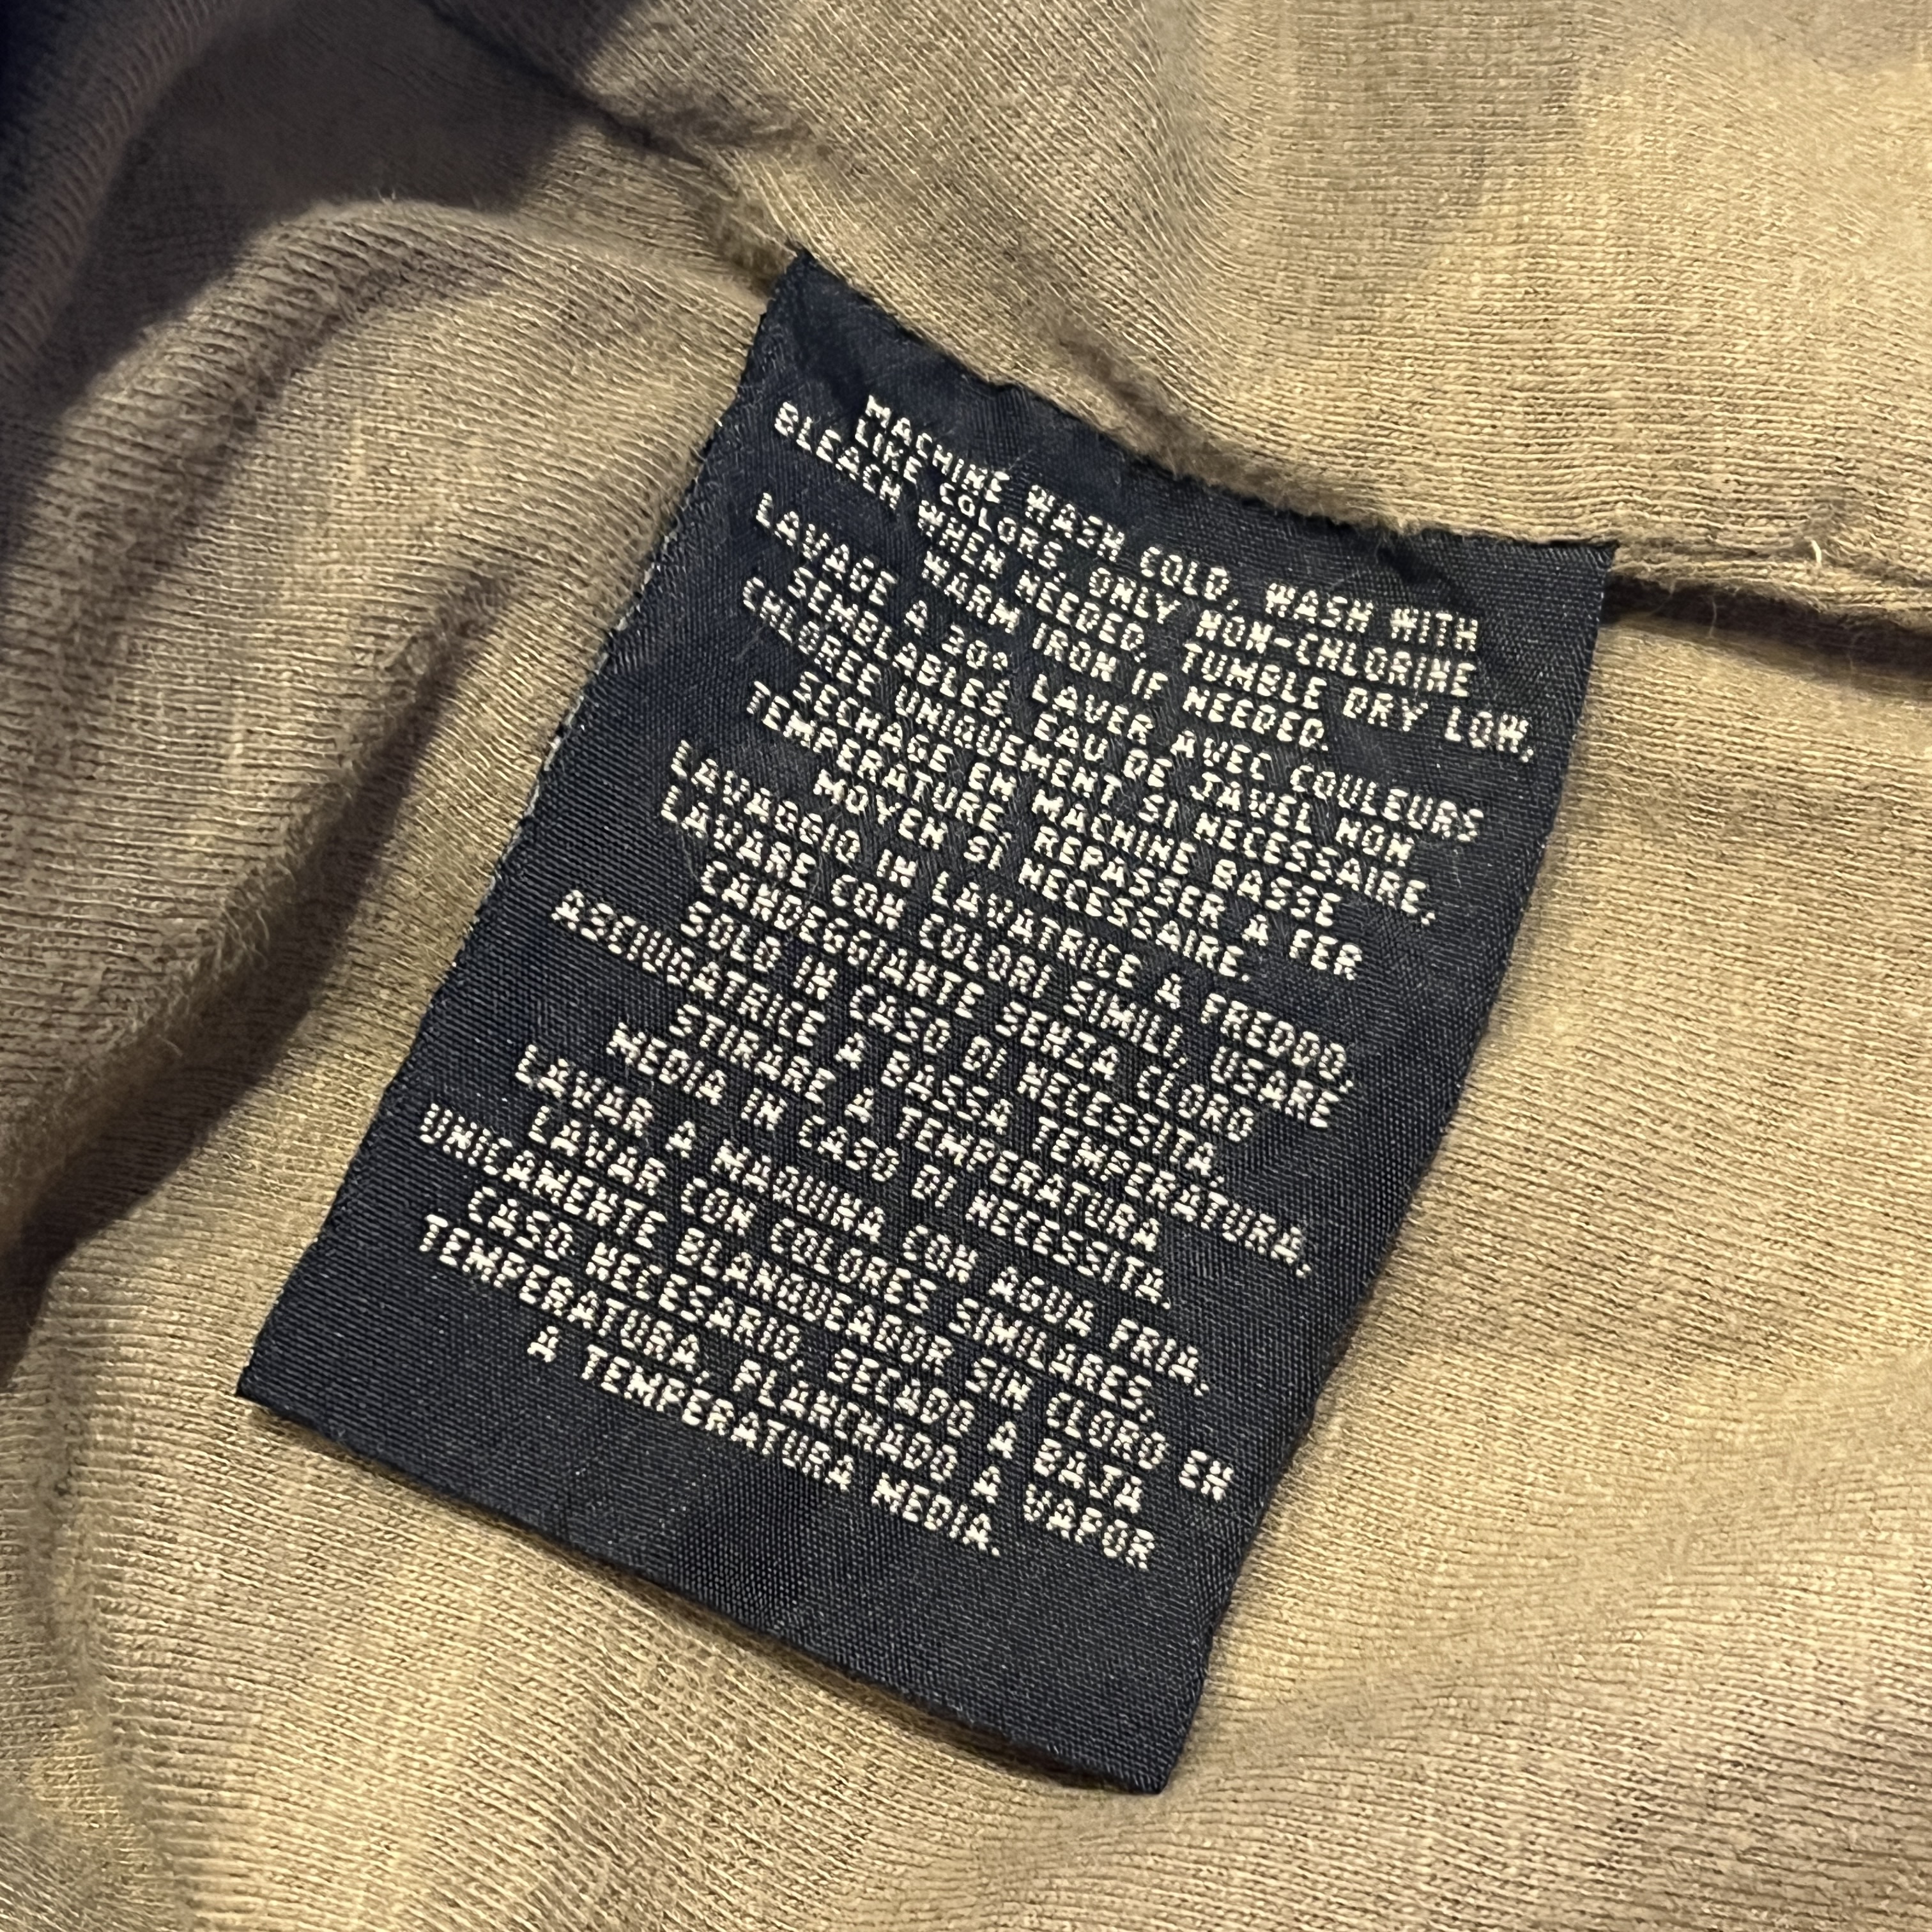 MACHINE WASH COLD, WASH WITH
LIKE COLORS, ONLY NON-CHLORINE
BLEACH WHEN NEEDED, TUMBLE DRY LOW,
WARM IRON IF NEEDED.
LAVAGE A 30° LAVER AVEC COULEURS
SEMBLABLES, EAU DE JAVEL NON
CHLOREE UNIQUEMENT SI NECESSAIRE,
SECHAGE EN MACHINE BASSE
TEMPERATURE, REPASSER A FER
MOYEN SI NECESSAIRE.
LAVAGGIO IN LAVATRICE A FREDDO,
LAVARE CON COLORI SIMILI, USARE
CANDEGGIANTE SENZA CLORO
SOLO IN CASO DI NECESSITA,
ASCIUGATRICE A BASSA TEMPERATURA,
STIRARE A TEMPERATURA
MEDIA IN CASO DI NECESSITA.
LAVAR A MAQUINA CON AGUA FRIA,
LAVAR CON COLORES SIMILARES,
UNICAMENTE BLANQUEADOR SIN CLORO EN
CASO NECESARIO, SECADO A BAJA
TEMPERATURA, PLANCHADO A VAPOR
A TEMPERATURA MEDIA.